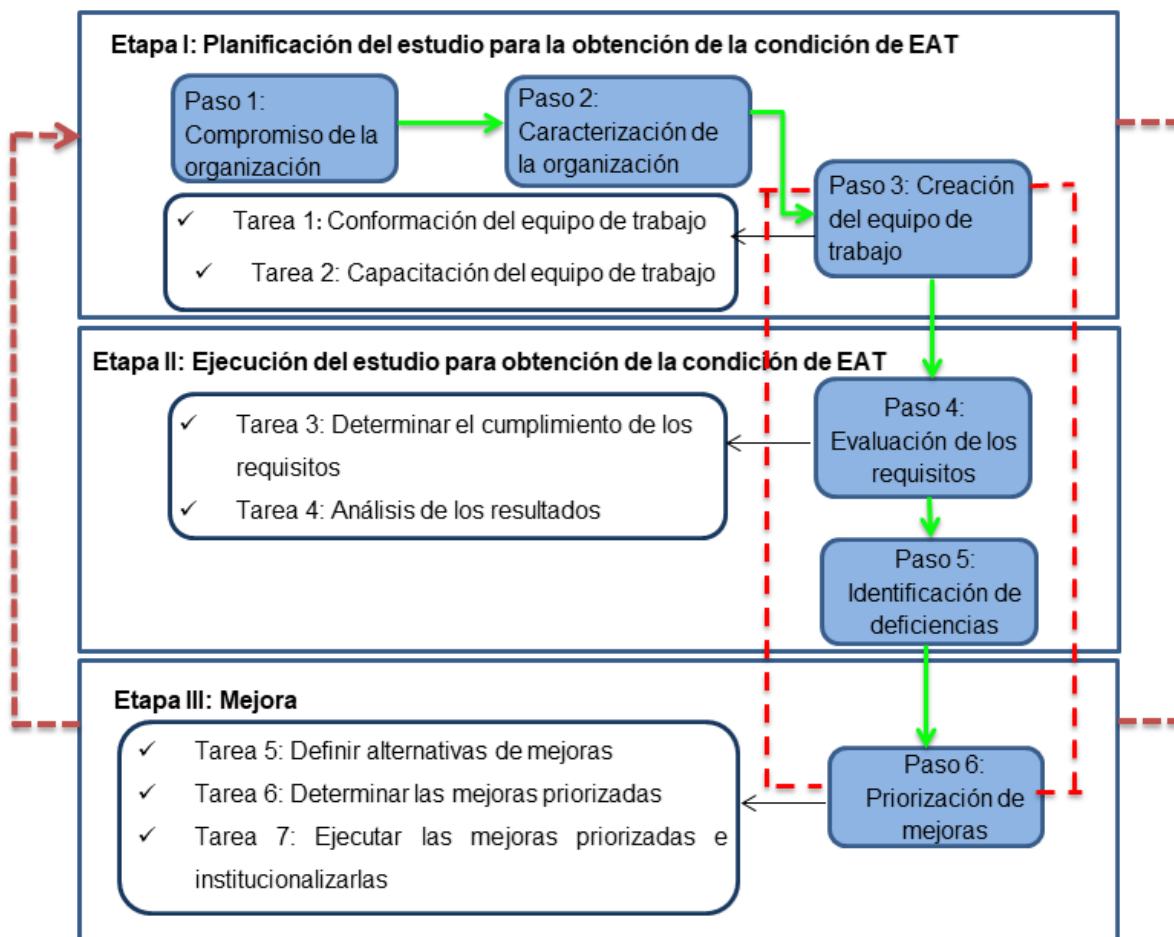 Etapa I: Planificación del estudio para la obtención de la condición de EAT
Paso 1:
Compromiso de la
organización
Paso 2:
Caracterización de
la organización
Paso 3: Creación
del equipo de
trabajo
✓ Tarea 1: Conformación del equipo de trabajo
✓ Tarea 2: Capacitación del equipo de trabajo
Etapa II: Ejecución del estudio para obtención de la condición de EAT
✓ Tarea 3: Determinar el cumplimiento de los
requisitos
✓ Tarea 4: Análisis de los resultados
Paso 4:
Evaluación de los
requisitos
Paso 5:
Identificación de
deficiencias
Etapa III: Mejora
✓ Tarea 5: Definir alternativas de mejoras
✓ Tarea 6: Determinar las mejoras priorizadas
✓ Tarea 7: Ejecutar las mejoras priorizadas e
institucionalizarlas
Paso 6:
Priorización de
mejoras